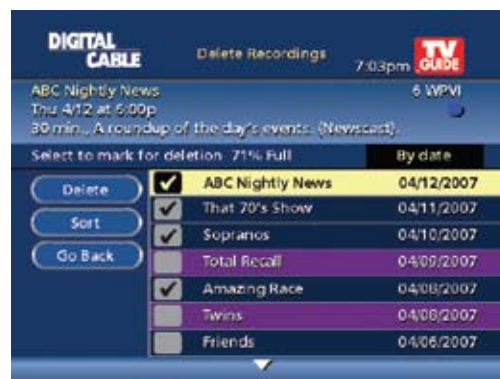 DIGITAL CABLE
Delete Recordings
7:03pm
TV GUIDE
ABC Nightly News
6 WPVI
Thu 4/12 at 6:00p
30 min., A roundup of the day's events. (Newscast).
Select to mark for deletion 71% Full
By date
Delete
Sort
Go Back
ABC Nightly News 04/12/2007
That 70's Show 04/11/2007
Sopranos 04/10/2007
Total Recall 04/09/2007
Amazing Race 04/08/2007
Twins 04/08/2007
Friends 04/06/2007